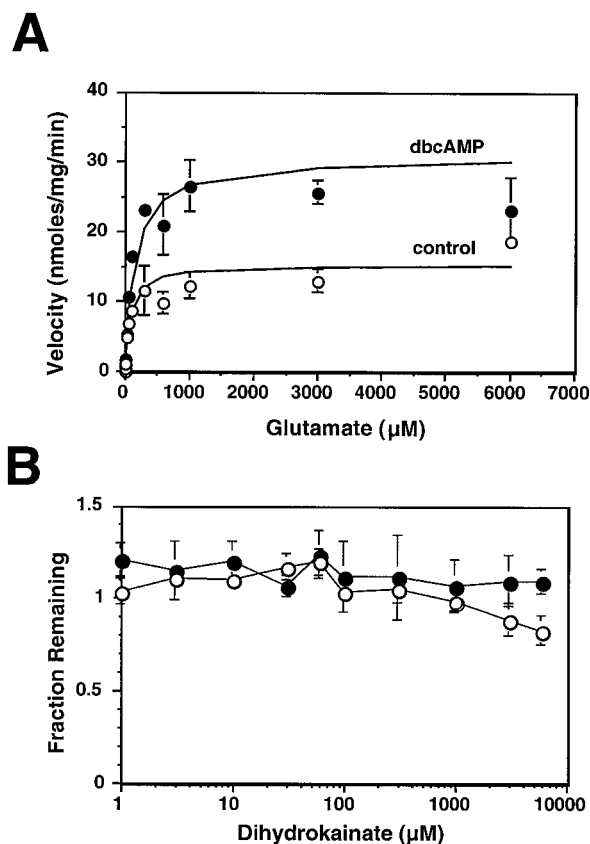 A
40
30
20
10
0
Velocity (nmoles/mg/min)
dbcAMP
control
0 1000 2000 3000 4000 5000 6000 7000
Glutamate (µM)
B
1.5
1
0.5
0
Fraction Remaining
1 10 100 1000 10000
Dihydrokainate (µM)